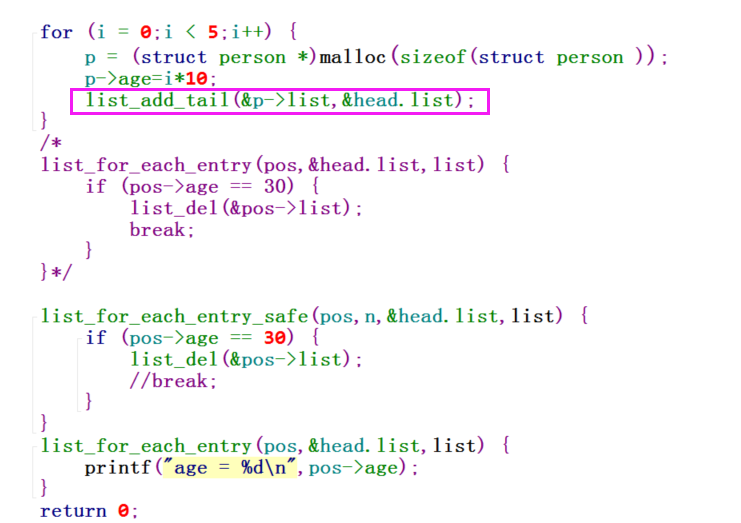 for (i = 0;i < 5;i++) {
    p = (struct person *)malloc(sizeof(struct person ));
    p->age=i*10;
    list_add_tail(&p->list,&head.list);
}
/*
list_for_each_entry(pos,&head.list,list) {
    if (pos->age == 30) {
        list_del(&pos->list);
        break;
    }
}*/
list_for_each_entry_safe(pos,n,&head.list,list) {
    if (pos->age == 30) {
        list_del(&pos->list);
        //break;
    }
}
list_for_each_entry(pos,&head.list,list) {
    printf("age = %d\n",pos->age);
}
return 0;